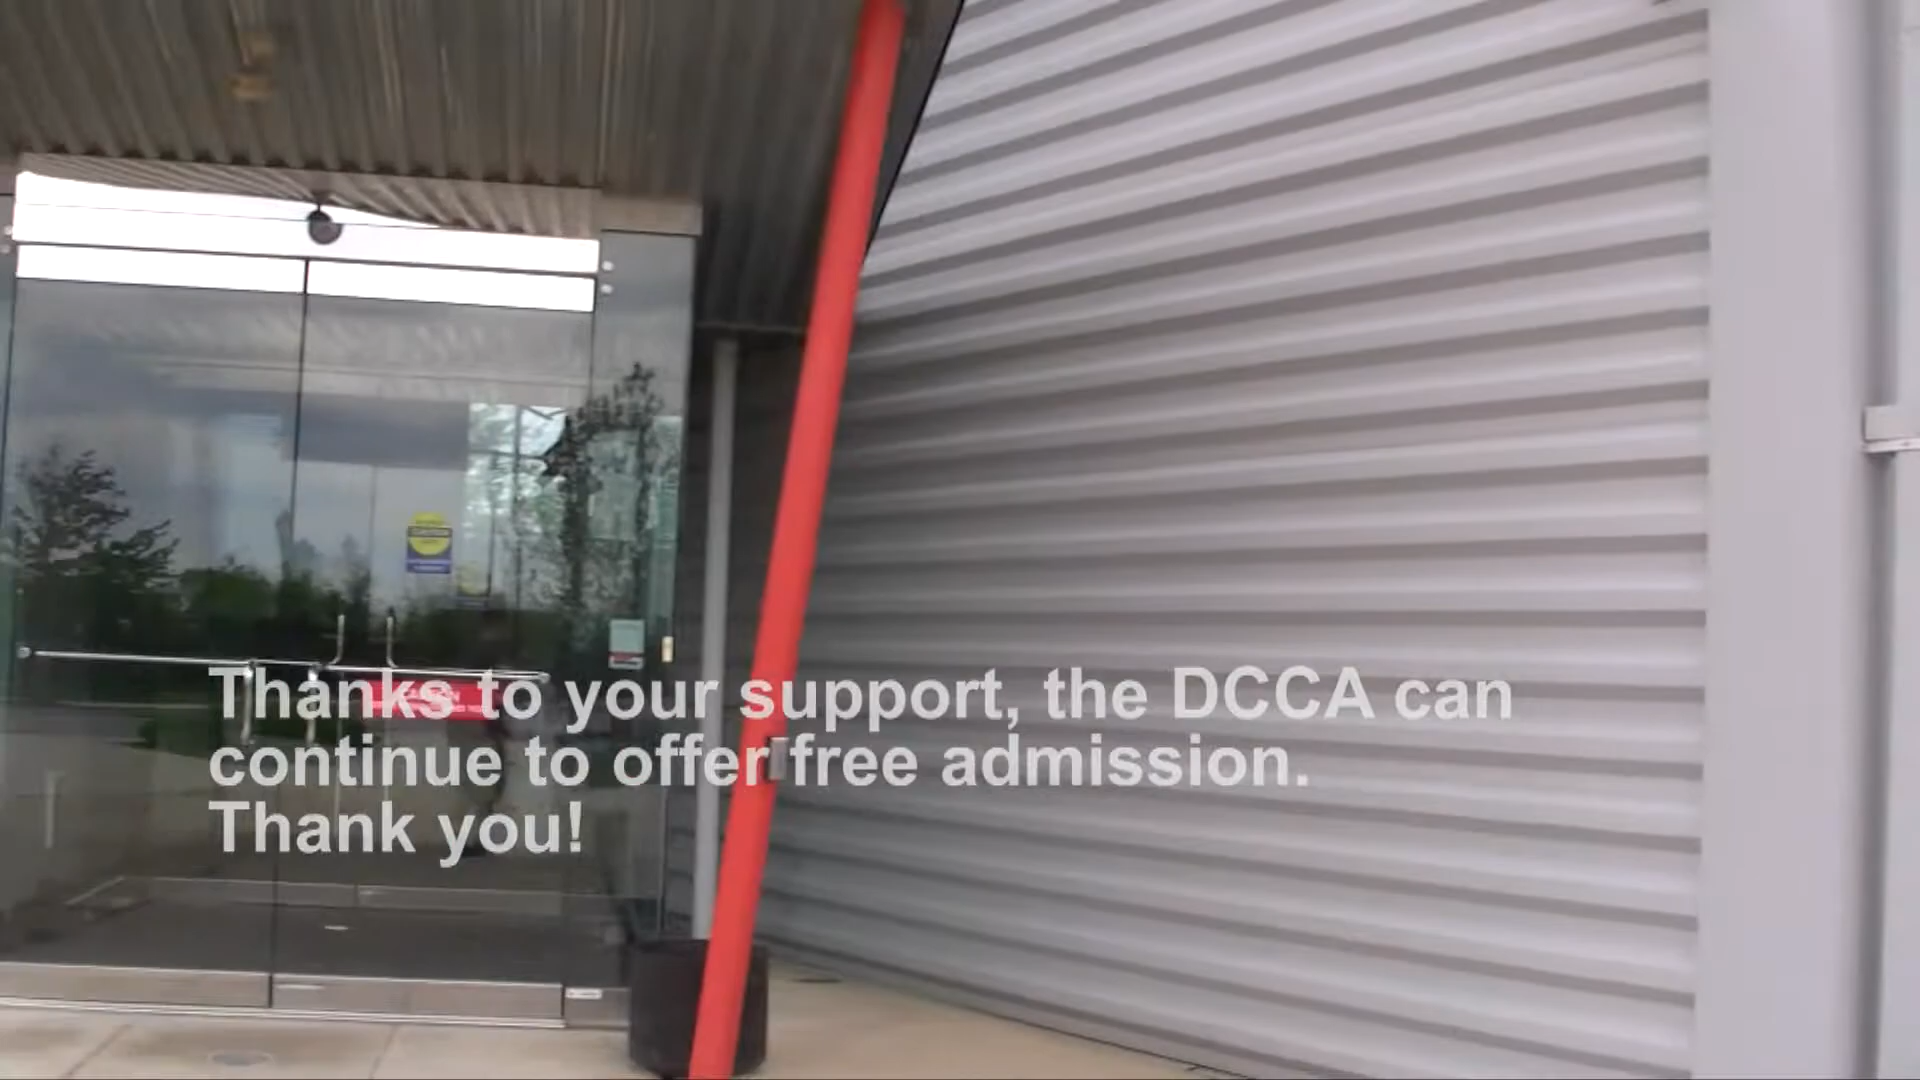 Thanks to your support, the DCCA can
continue to offer free admission.
Thank you!